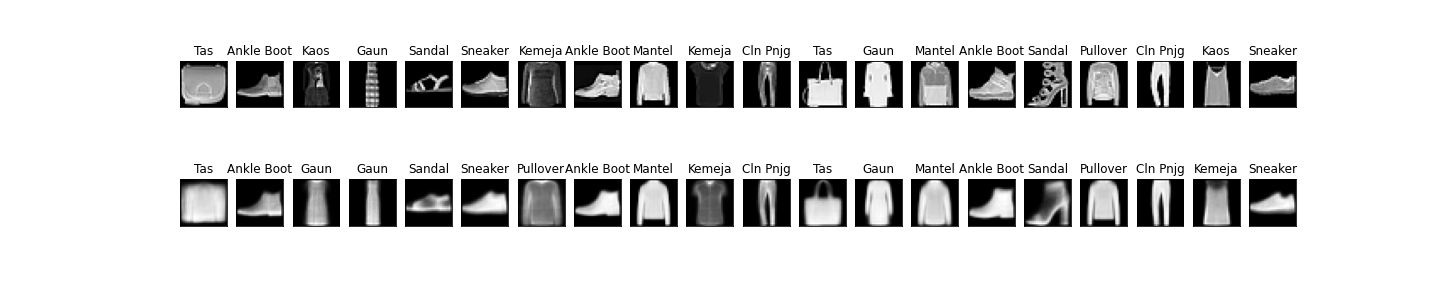 Tas Ankle Boot Kaos Gaun Sandal Sneaker Kemeja Ankle Boot Mantel Kemeja Cln Pnjg Tas Gaun Mantel Ankle Boot Sandal Pullover Cln Pnjg Kaos Sneaker
Tas Ankle Boot Gaun Gaun Sandal Sneaker Pullover Ankle Boot Mantel Kemeja Cln Pnjg Tas Gaun Mantel Ankle Boot Sandal Pullover Cln Pnjg Kemeja Sneaker